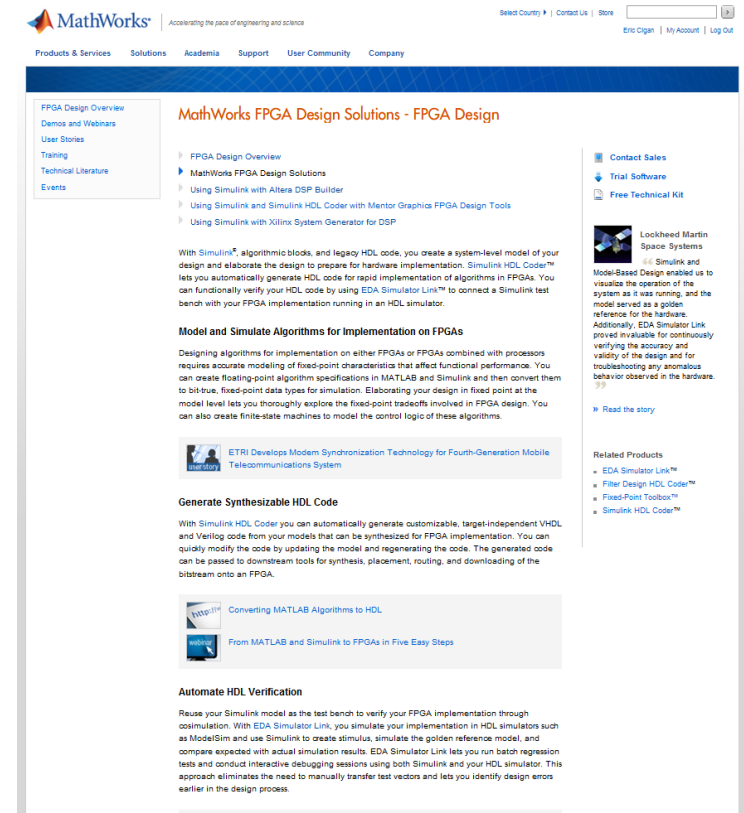 MathWorks®
Accelerating the pace of engineering and science
Select Country | Contact Us | Store
Eric Cigan | My Account | Log Out
Products & Services Solutions Academia Support User Community Company
FPGA Design Overview
Demos and Webinars
User Stories
Training
Technical Literature
Events
MathWorks FPGA Design Solutions - FPGA Design
FPGA Design Overview
MathWorks FPGA Design Solutions
Using Simulink with Altera DSP Builder
Using Simulink and Simulink HDL Coder with Mentor Graphics FPGA Design Tools
Using Simulink with Xilinx System Generator for DSP
With Simulink®, algorithmic blocks, and legacy HDL code, you create a system-level model of your
design and elaborate the design to prepare for hardware implementation. Simulink HDL Coder™
lets you automatically generate HDL code for rapid implementation of algorithms in FPGAs. You
can functionally verify your HDL code by using EDA Simulator Link™ to connect a Simulink test
bench with your FPGA implementation running in an HDL simulator.
Model and Simulate Algorithms for Implementation on FPGAs
Designing algorithms for implementation on either FPGAs or FPGAs combined with processors
requires accurate modeling of fixed-point characteristics that affect functional performance. You
can create floating-point algorithm specifications in MATLAB and Simulink and then convert them
to bit-true, fixed-point data types for simulation. Elaborating your design in fixed point at the
model level lets you thoroughly explore the fixed-point tradeoffs involved in FPGA design. You
can also create finite-state machines to model the control logic of these algorithms.
user story
ETRI Develops Modem Synchronization Technology for Fourth-Generation Mobile
Telecommunications System
Generate Synthesizable HDL Code
With Simulink HDL Coder you can automatically generate customizable, target-independent VHDL
and Verilog code from your models that can be synthesized for FPGA implementation. You can
quickly modify the code by updating the model and regenerating the code. The generated code
can be passed to downstream tools for synthesis, placement, routing, and downloading of the
bitstream onto an FPGA.
http://
Converting MATLAB Algorithms to HDL
webinar
From MATLAB and Simulink to FPGAs in Five Easy Steps
Automate HDL Verification
Reuse your Simulink model as the test bench to verify your FPGA implementation through
cosimulation. With EDA Simulator Link, you simulate your implementation in HDL simulators such
as ModelSim and use Simulink to create stimulus, simulate the golden reference model, and
compare expected with actual simulation results. EDA Simulator Link lets you run batch regression
tests and conduct interactive debugging sessions using both Simulink and your HDL simulator. This
approach eliminates the need to manually transfer test vectors and lets you identify design errors
earlier in the design process.
Contact Sales
Trial Software
Free Technical Kit
Lockheed Martin
Space Systems
“ Simulink and
Model-Based Design enabled us to
visualize the operation of the
system as it was running, and the
model served as a golden
reference for the hardware.
Additionally, EDA Simulator Link
proved invaluable for continuously
verifying the accuracy and
validity of the design and for
troubleshooting any anomalous
behavior observed in the hardware.
”
» Read the story
Related Products
EDA Simulator Link™
Filter Design HDL Coder™
Fixed-Point Toolbox™
Simulink HDL Coder™